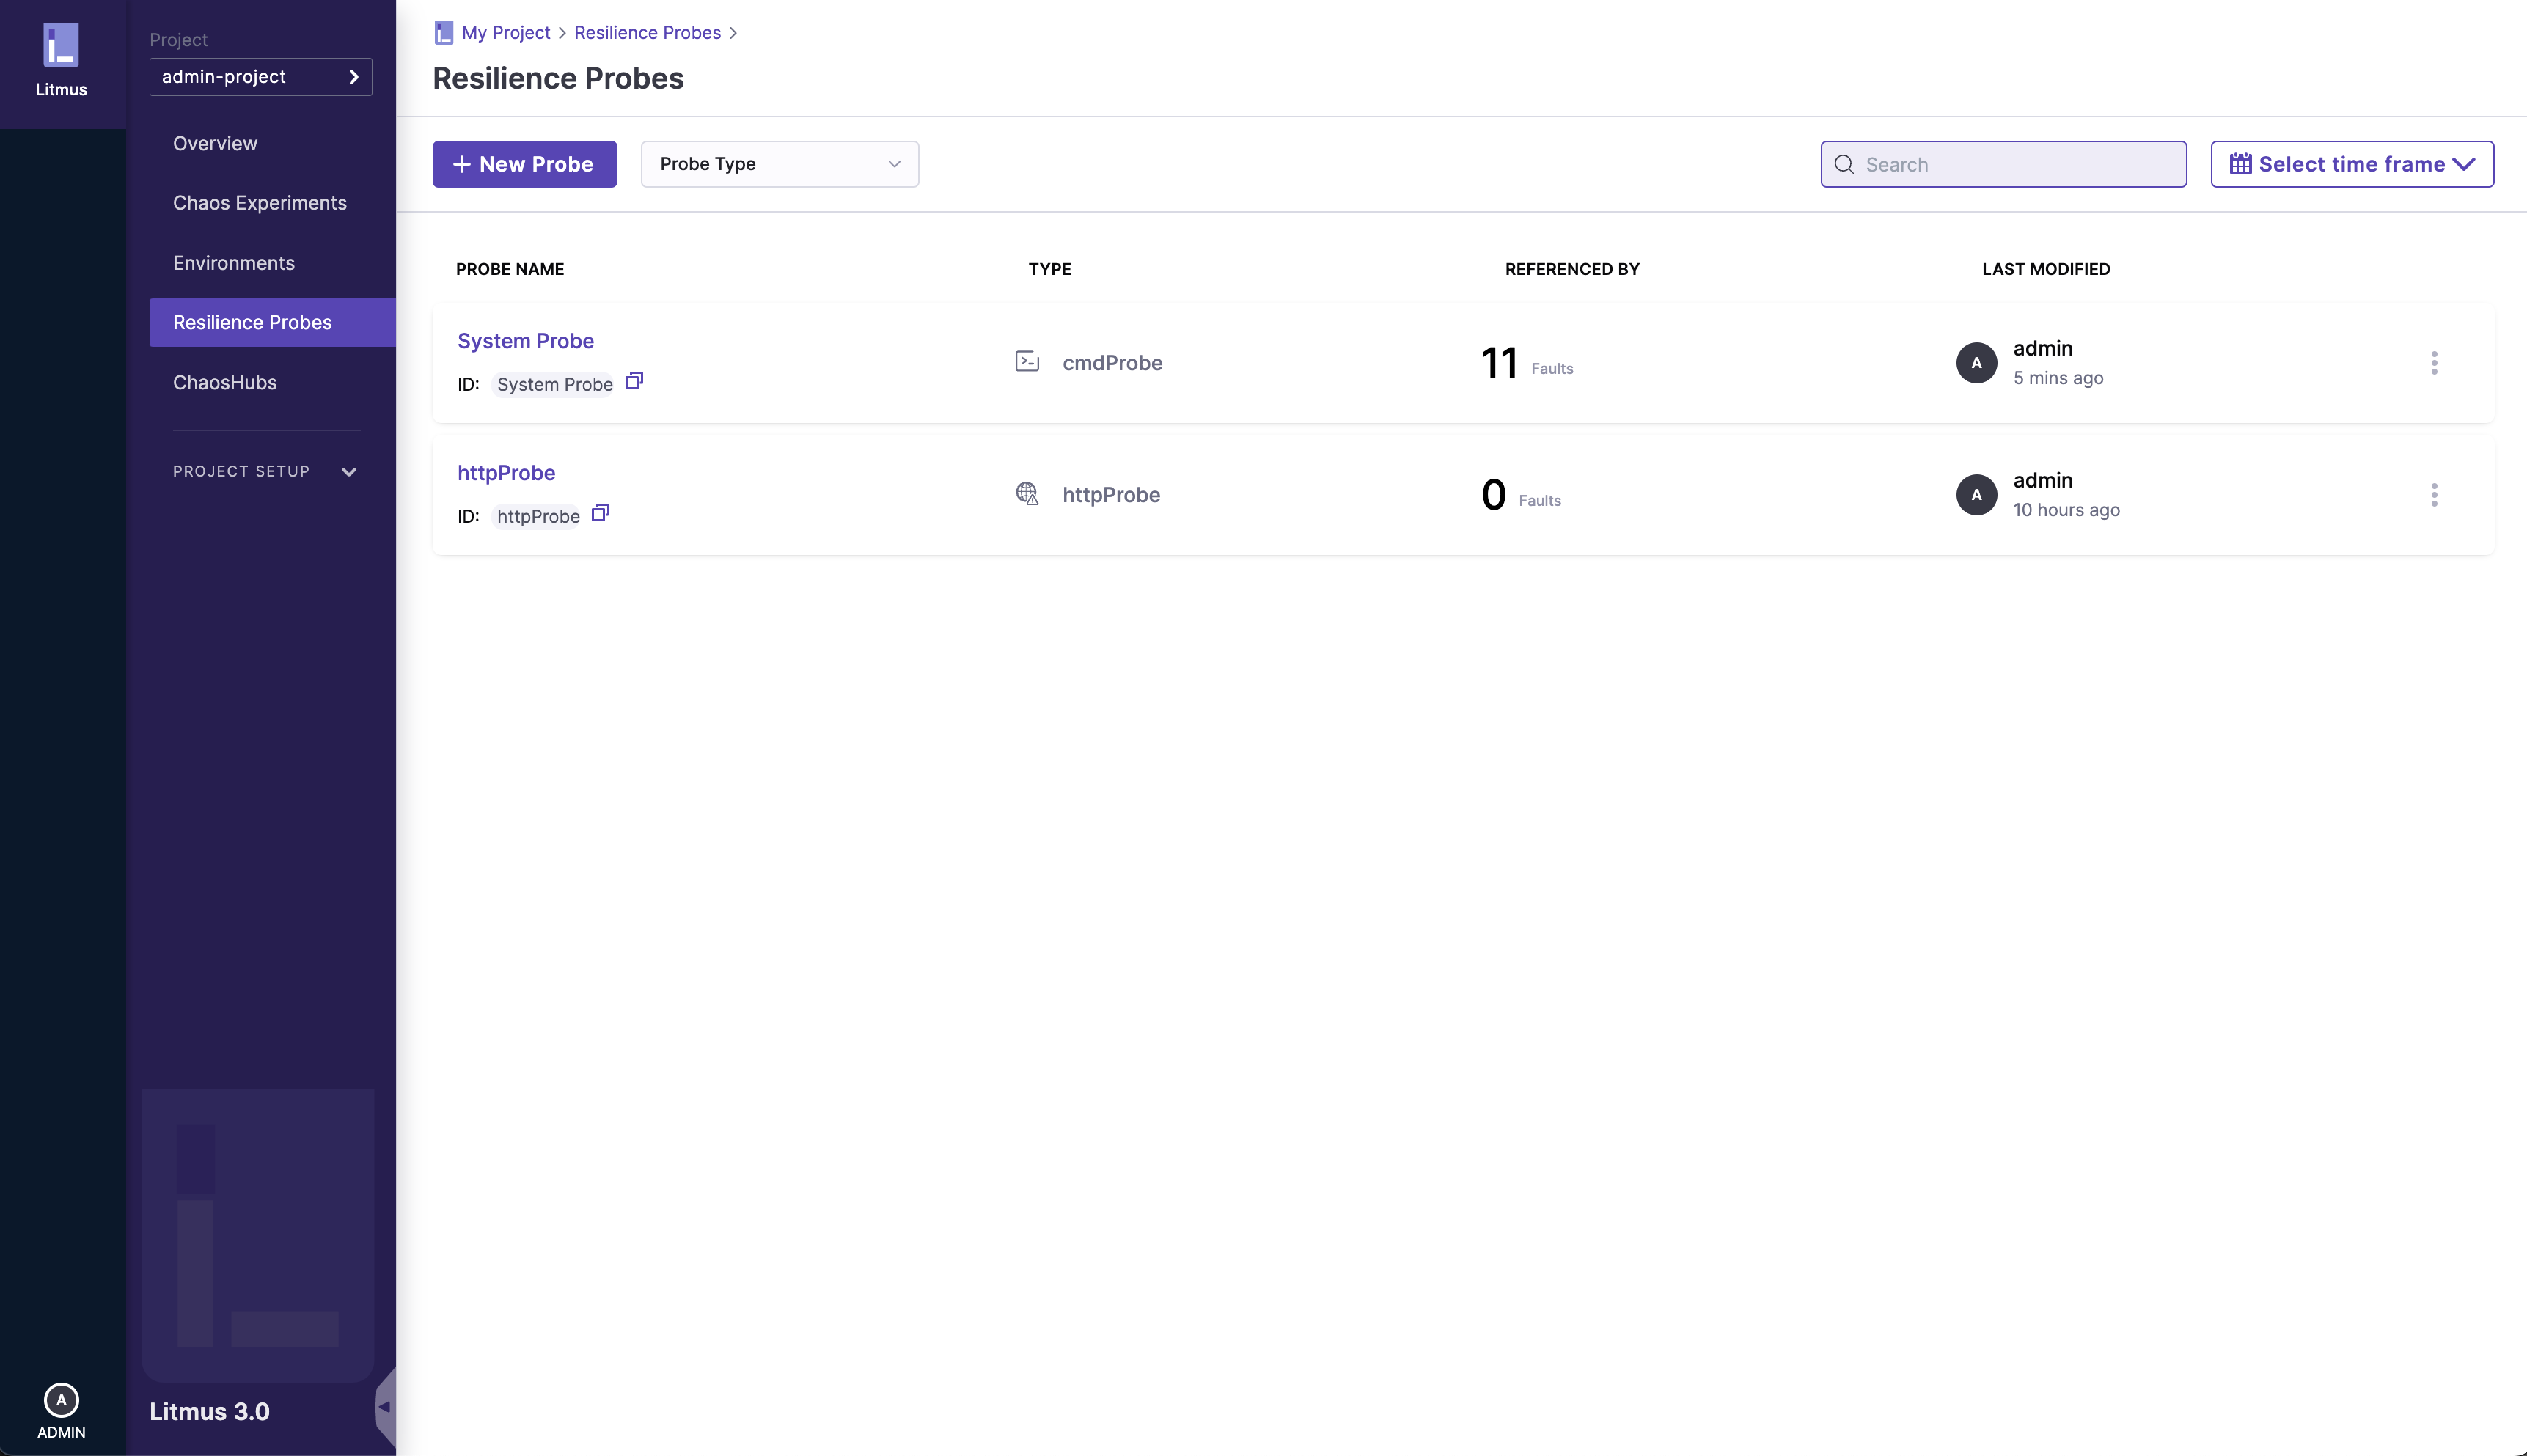 Litmus
Project
admin-project
Overview
Chaos Experiments
Environments
Resilience Probes
ChaosHubs
PROJECT SETUP
Litmus 3.0
A
ADMIN
My Project > Resilience Probes >
Resilience Probes
+ New Probe
Probe Type
Search
Select time frame
PROBE NAME TYPE REFERENCED BY LAST MODIFIED
System Probe
ID: System Probe
cmdProbe
11 Faults
A
admin
5 mins ago
httpProbe
ID: httpProbe
httpProbe
0 Faults
A
admin
10 hours ago